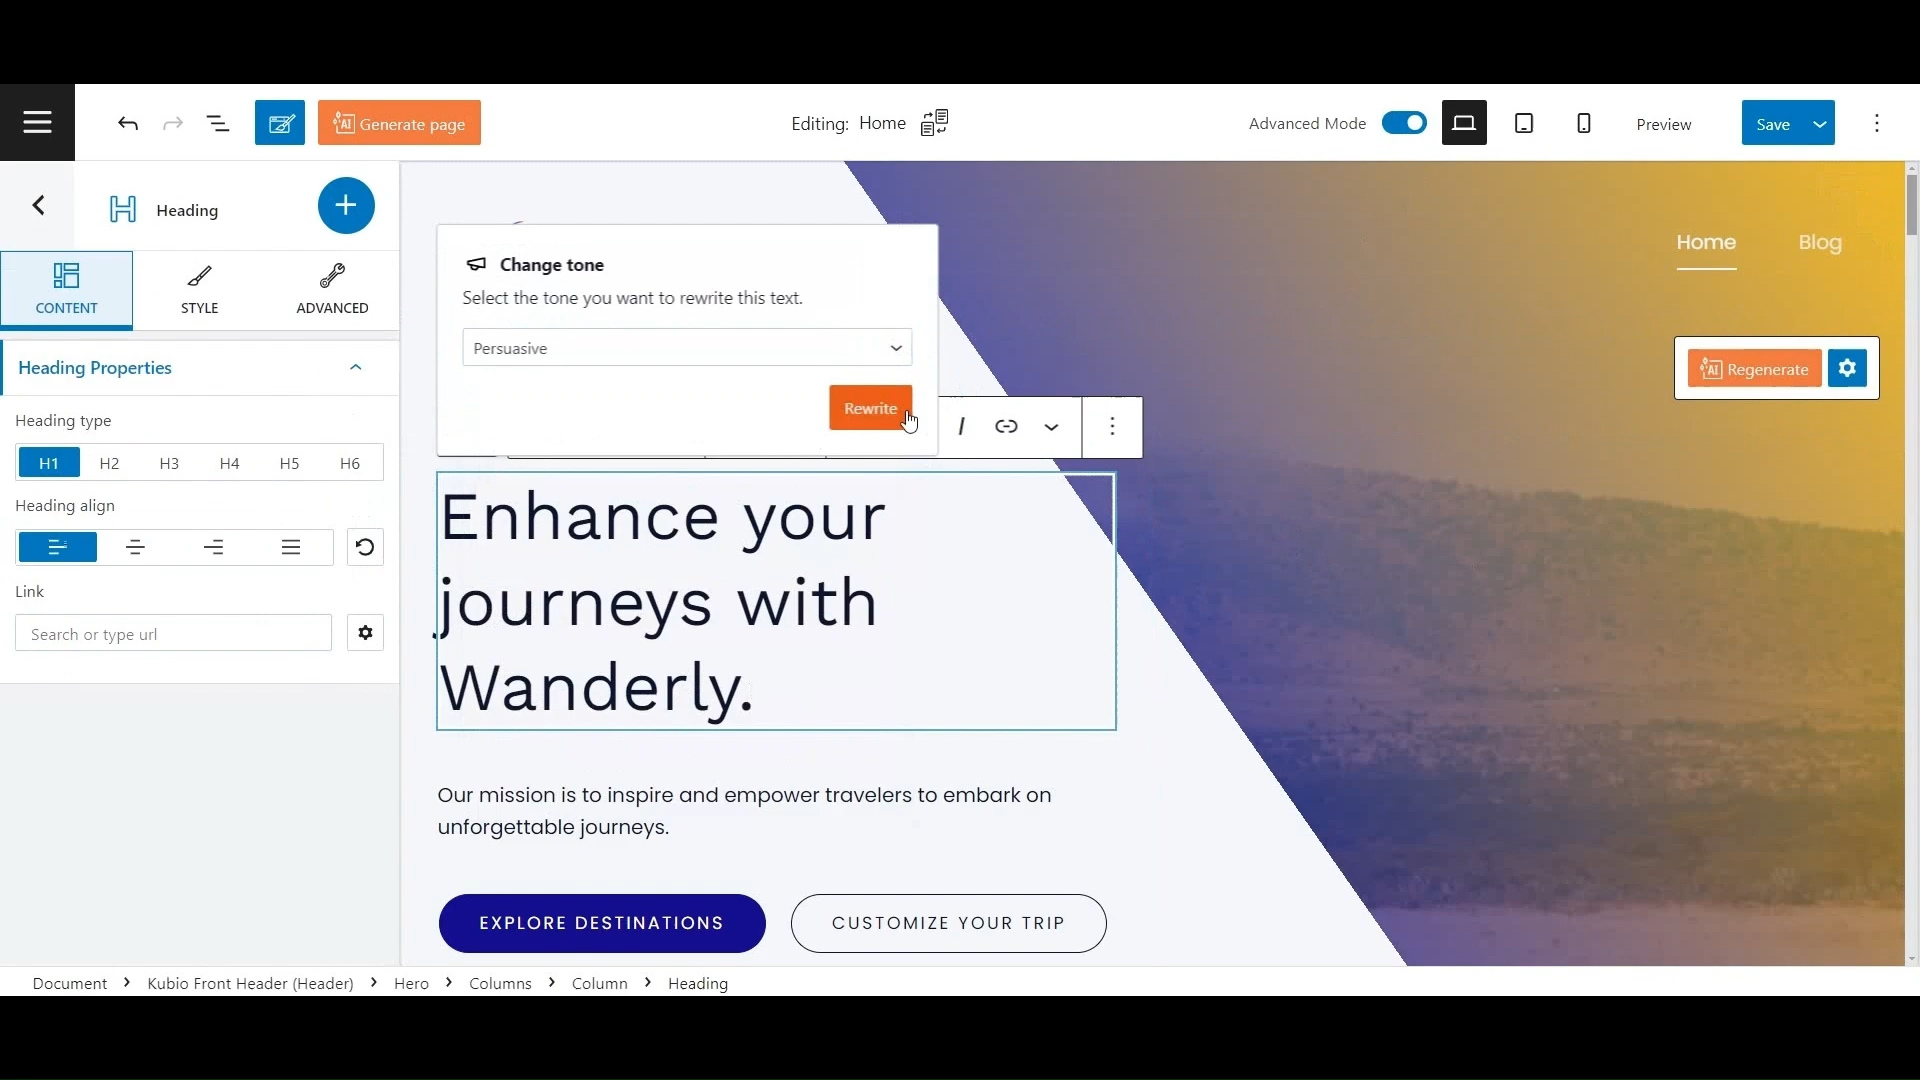 AI Generate page
Editing: Home
Advanced Mode
Preview
Save
Heading
CONTENT
STYLE
ADVANCED
Heading Properties
Heading type
H1 H2 H3 H4 H5 H6
Heading align
Link
Search or type url
Change tone
Select the tone you want to rewrite this text.
Persuasive
Rewrite
I
Home
Blog
AI Regenerate
Enhance your
journeys with
Wanderly.
Our mission is to inspire and empower travelers to embark on
unforgettable journeys.
EXPLORE DESTINATIONS
CUSTOMIZE YOUR TRIP
Document > Kubio Front Header (Header) > Hero > Columns > Column > Heading